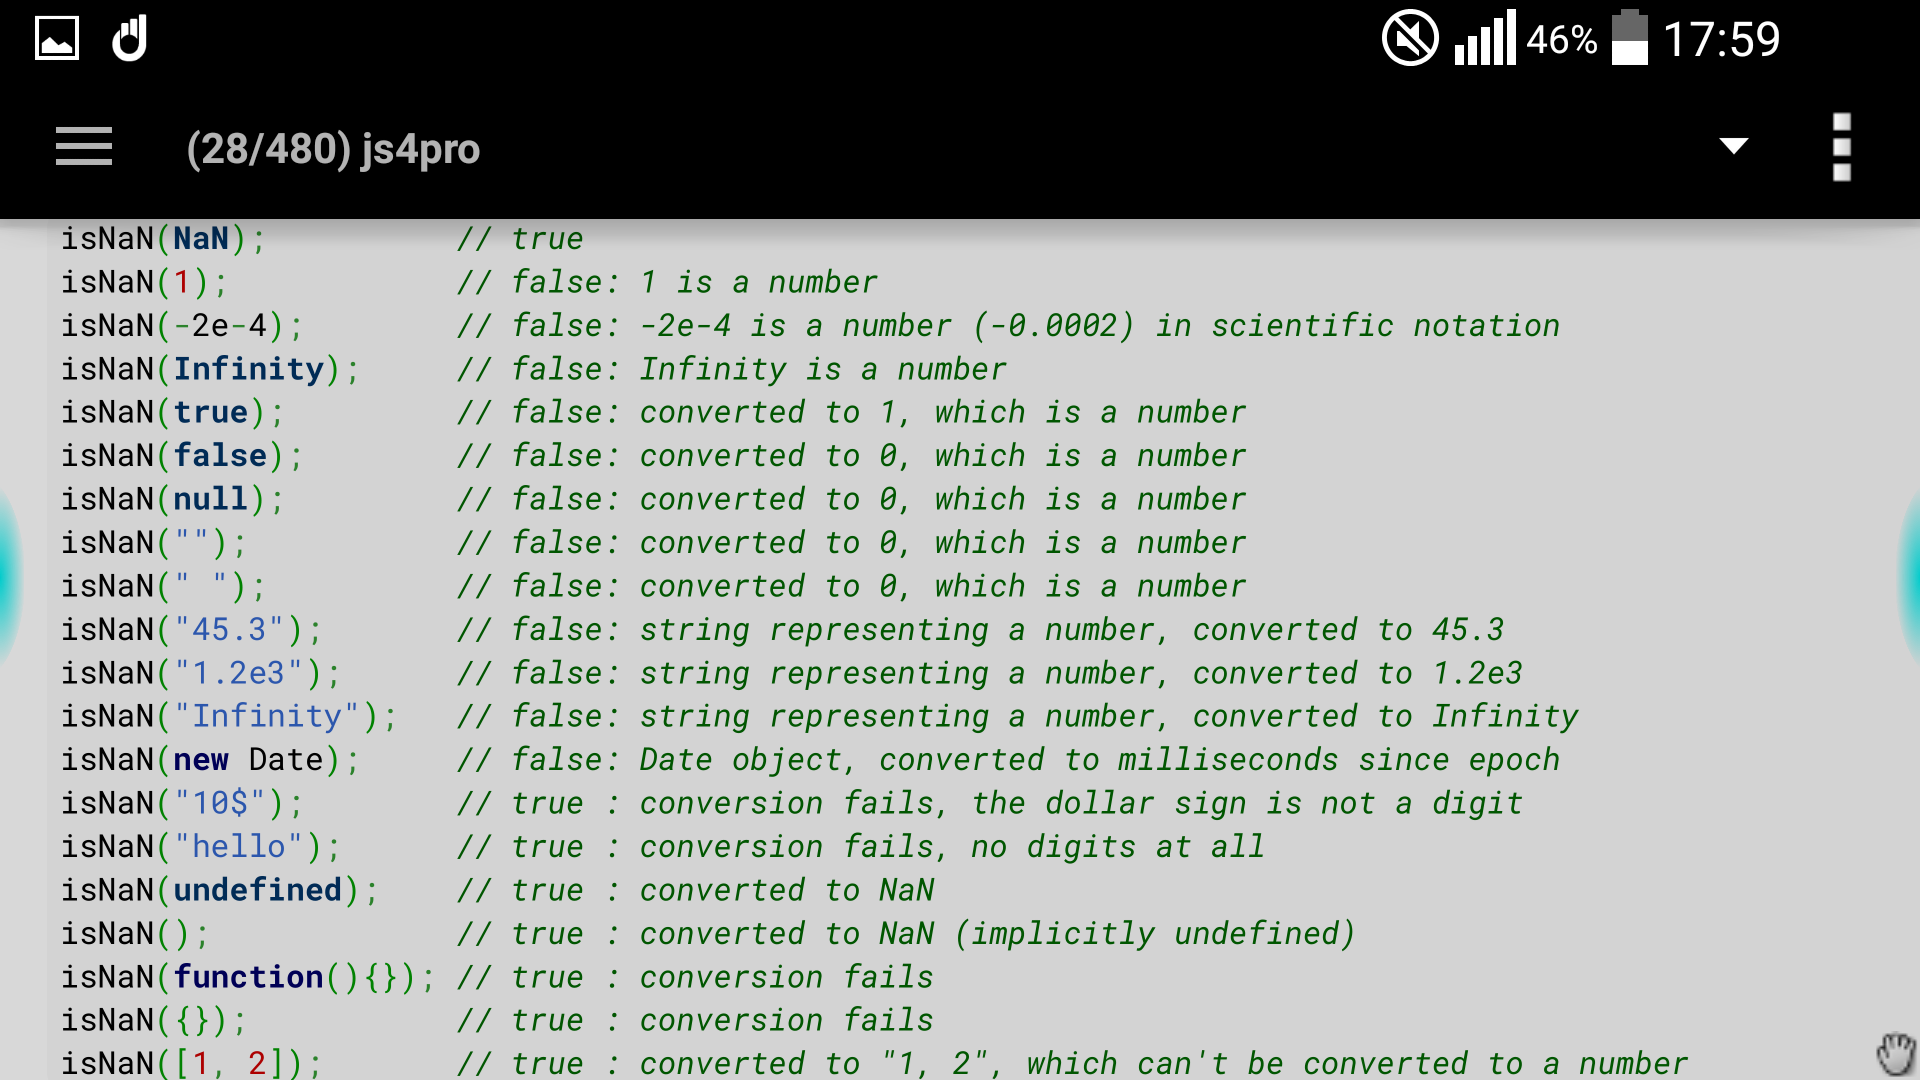 46% 17:59
(28/480) js4pro
isNaN(NaN); // true
isNaN(1); // false: 1 is a number
isNaN(-2e-4); // false: -2e-4 is a number (-0.0002) in scientific notation
isNaN(Infinity); // false: Infinity is a number
isNaN(true); // false: converted to 1, which is a number
isNaN(false); // false: converted to 0, which is a number
isNaN(null); // false: converted to 0, which is a number
isNaN(""); // false: converted to 0, which is a number
isNaN(" "); // false: converted to 0, which is a number
isNaN("45.3"); // false: string representing a number, converted to 45.3
isNaN("1.2e3"); // false: string representing a number, converted to 1.2e3
isNaN("Infinity"); // false: string representing a number, converted to Infinity
isNaN(new Date); // false: Date object, converted to milliseconds since epoch
isNaN("10$"); // true : conversion fails, the dollar sign is not a digit
isNaN("hello"); // true : conversion fails, no digits at all
isNaN(undefined); // true : converted to NaN
isNaN(); // true : converted to NaN (implicitly undefined)
isNaN(function(){}); // true : conversion fails
isNaN({}); // true : conversion fails
isNaN([1, 2]); // true : converted to "1, 2", which can't be converted to a number